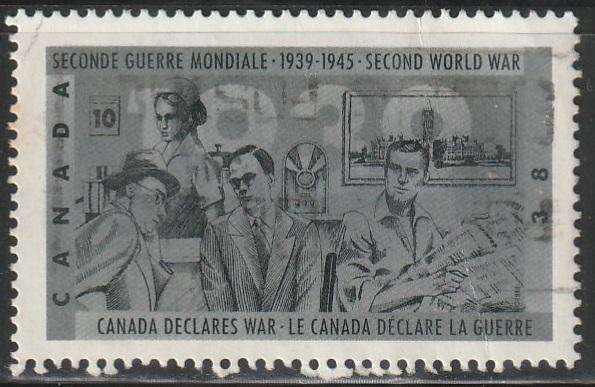 SECONDE GUERRE MONDIALE · 1939-1945 · SECOND WORLD WAR
CANADA
10
38
CANADA DECLARES WAR · LE CANADA DÉCLARE LA GUERRE